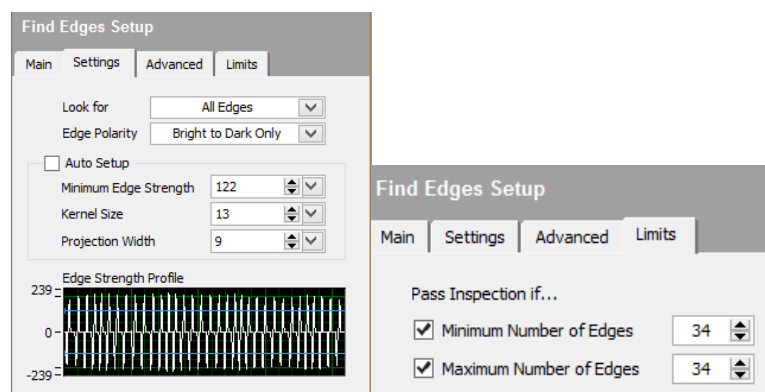 Find Edges Setup
Main Settings Advanced Limits
Look for All Edges
Edge Polarity Bright to Dark Only
Auto Setup
Minimum Edge Strength 122
Kernel Size 13
Projection Width 9
Edge Strength Profile
239
0
-239
Find Edges Setup
Main Settings Advanced Limits
Pass Inspection if...
Minimum Number of Edges 34
Maximum Number of Edges 34